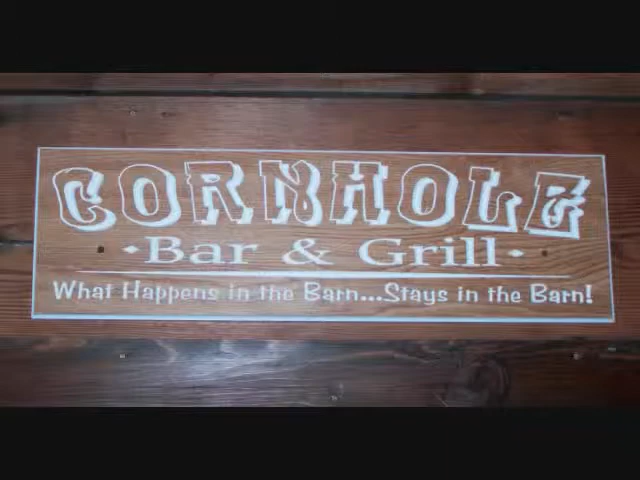 CORNHOLE
·Bar & Grill·
What Happens in the Barn...Stays in the Barn!